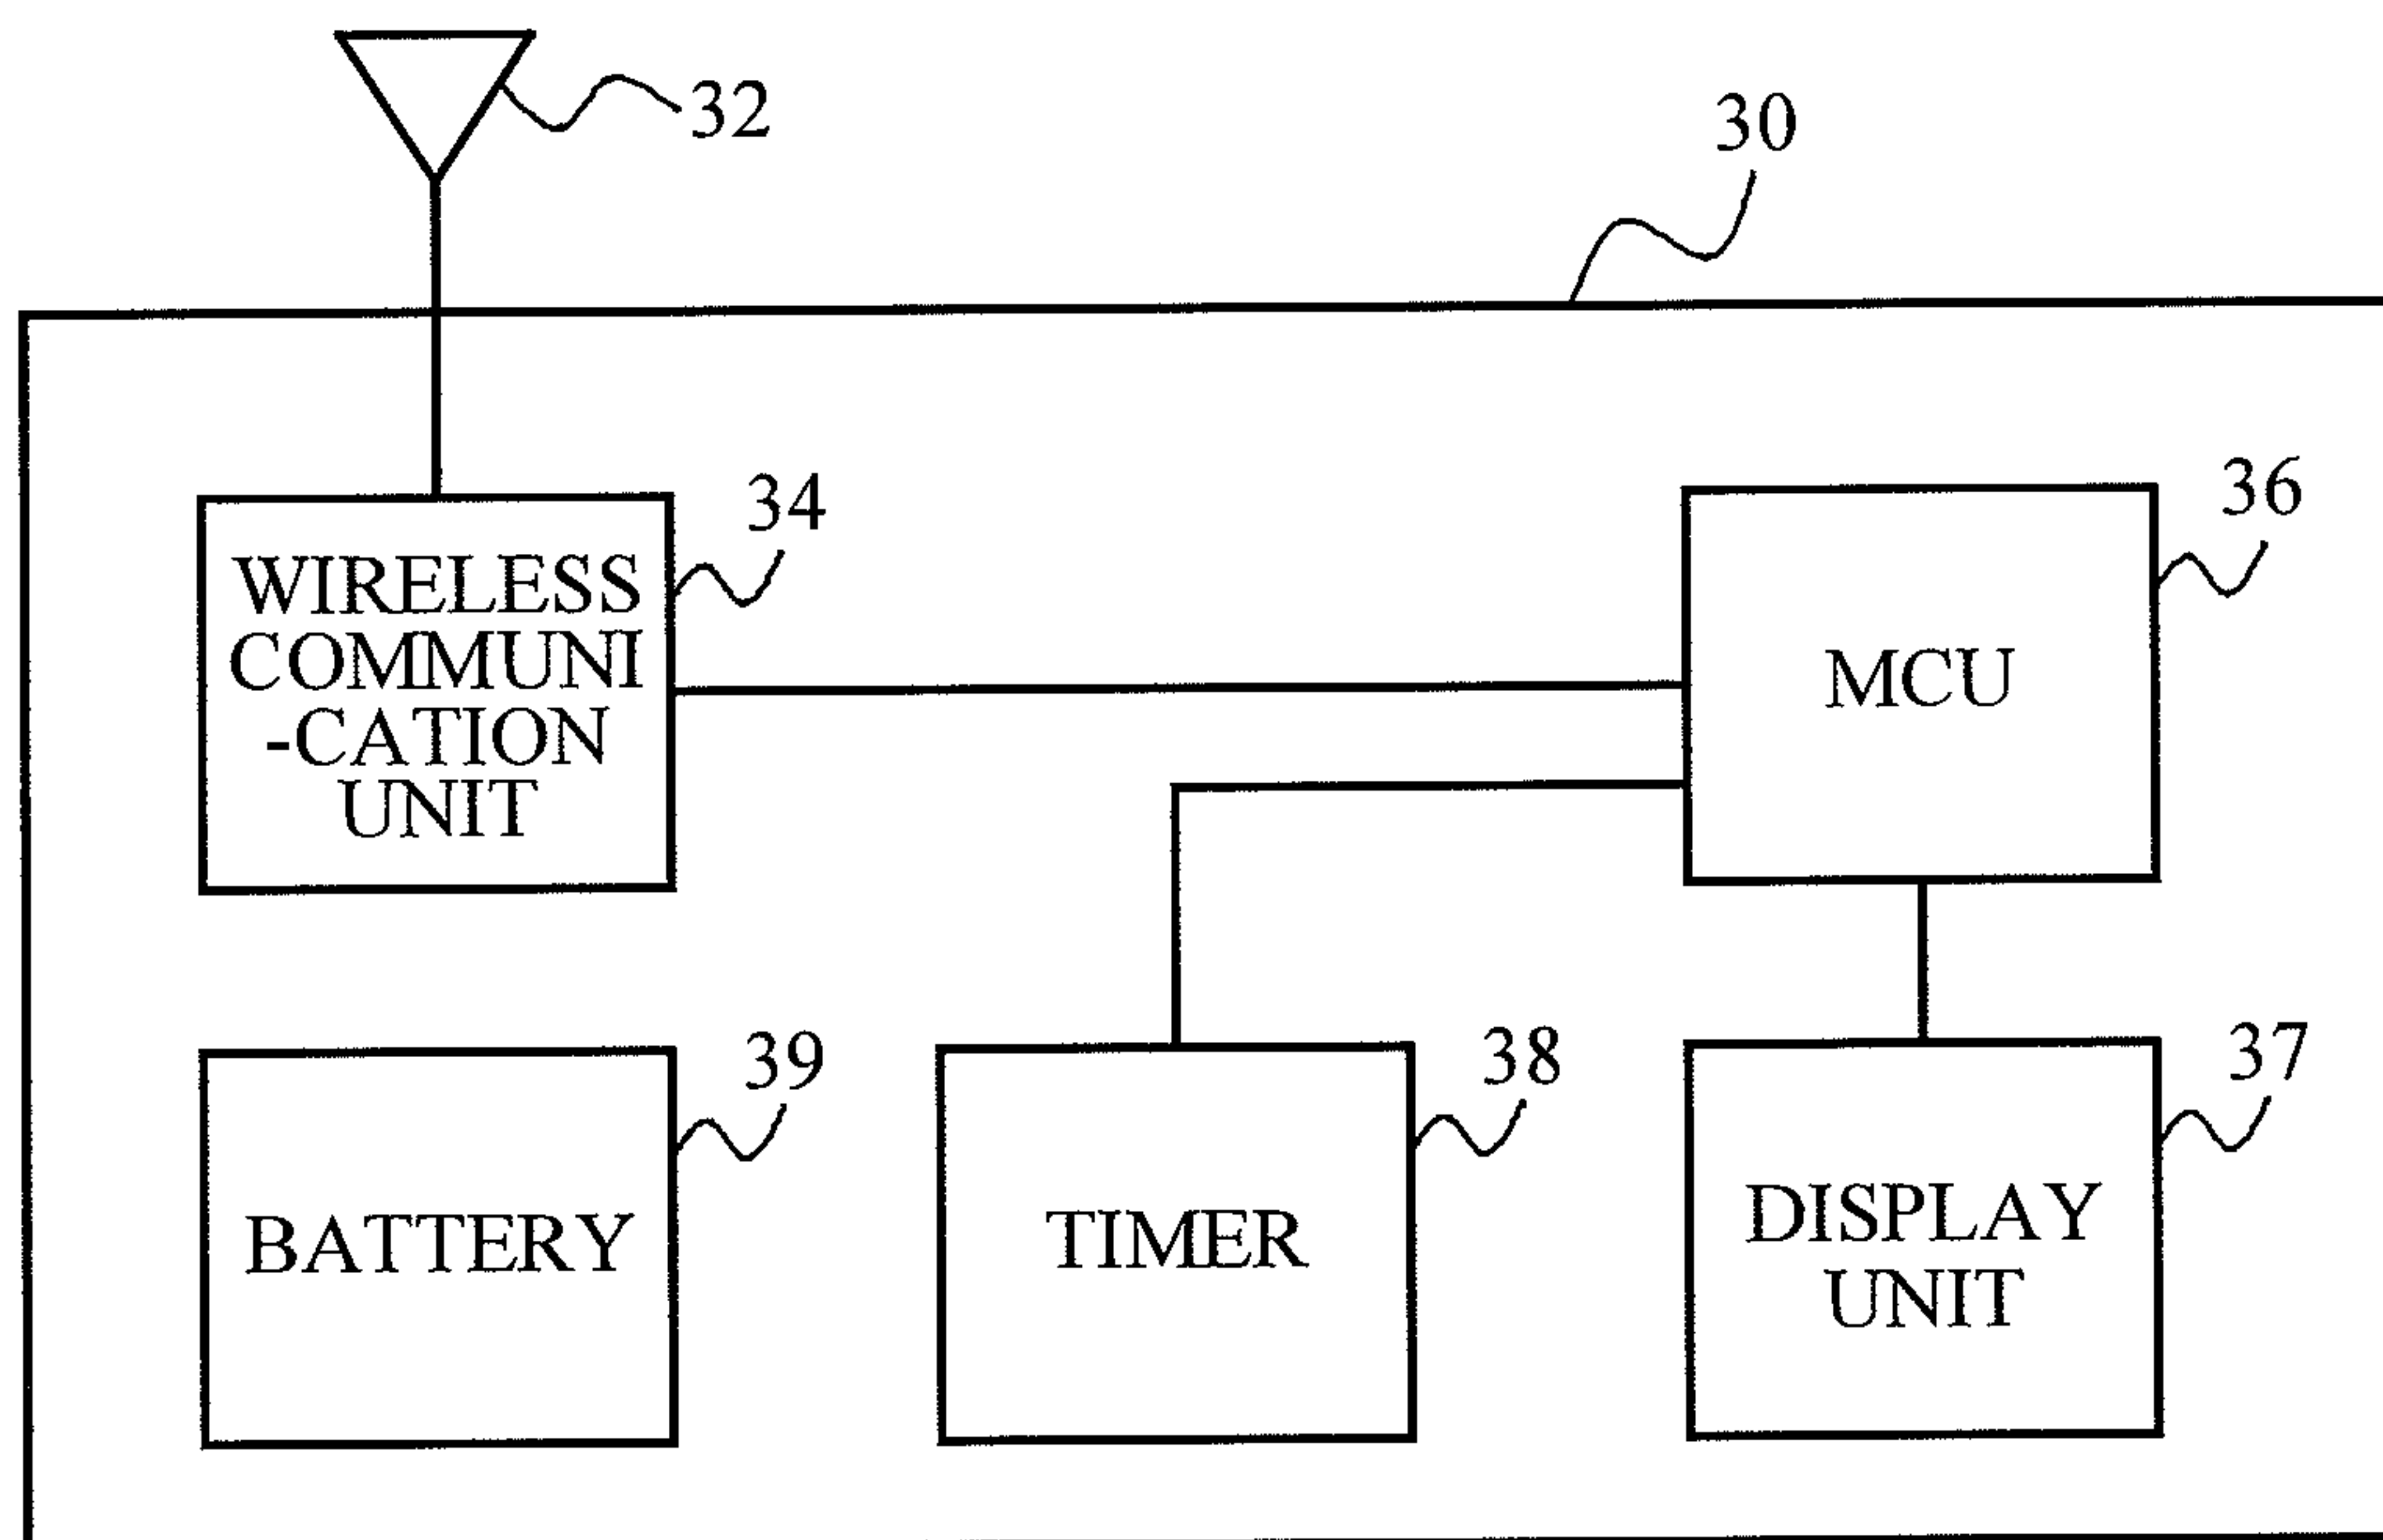 32
30
34
WIRELESS
COMMUNI
-CATION
UNIT
36
MCU
39
BATTERY
38
TIMER
37
DISPLAY
UNIT